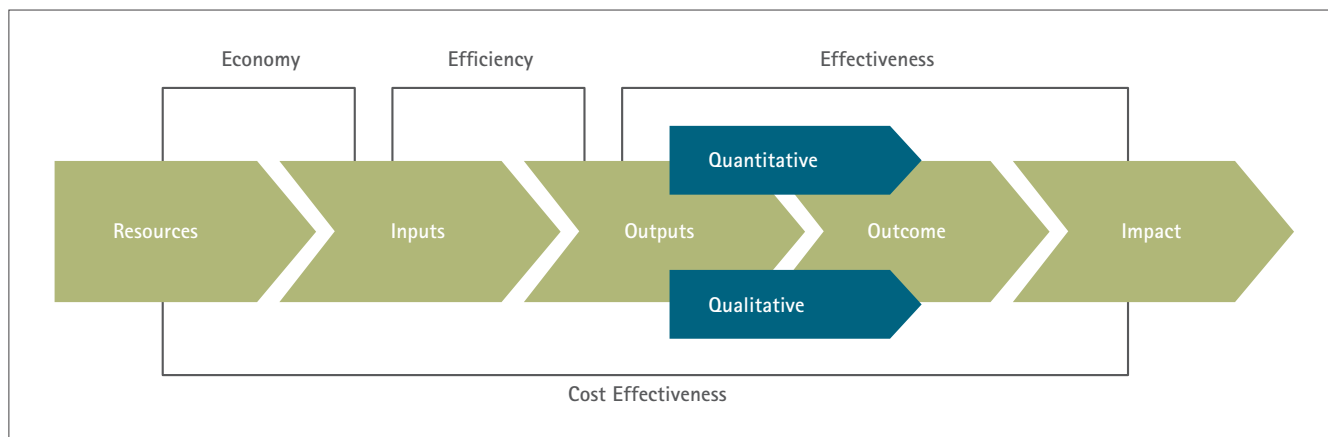 Economy
Efficiency
Effectiveness
Quantitative
Resources
Inputs
Outputs
Outcome
Impact
Qualitative
Cost Effectiveness